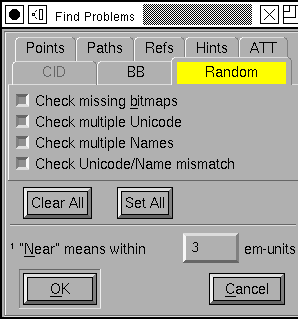 Find Problems
Points Paths Refs Hints ATT
CID BB Random
Check missing bitmaps
Check multiple Unicode
Check multiple Names
Check Unicode/Name mismatch
Clear All Set All
¹ "Near" means within 3 em-units
OK Cancel